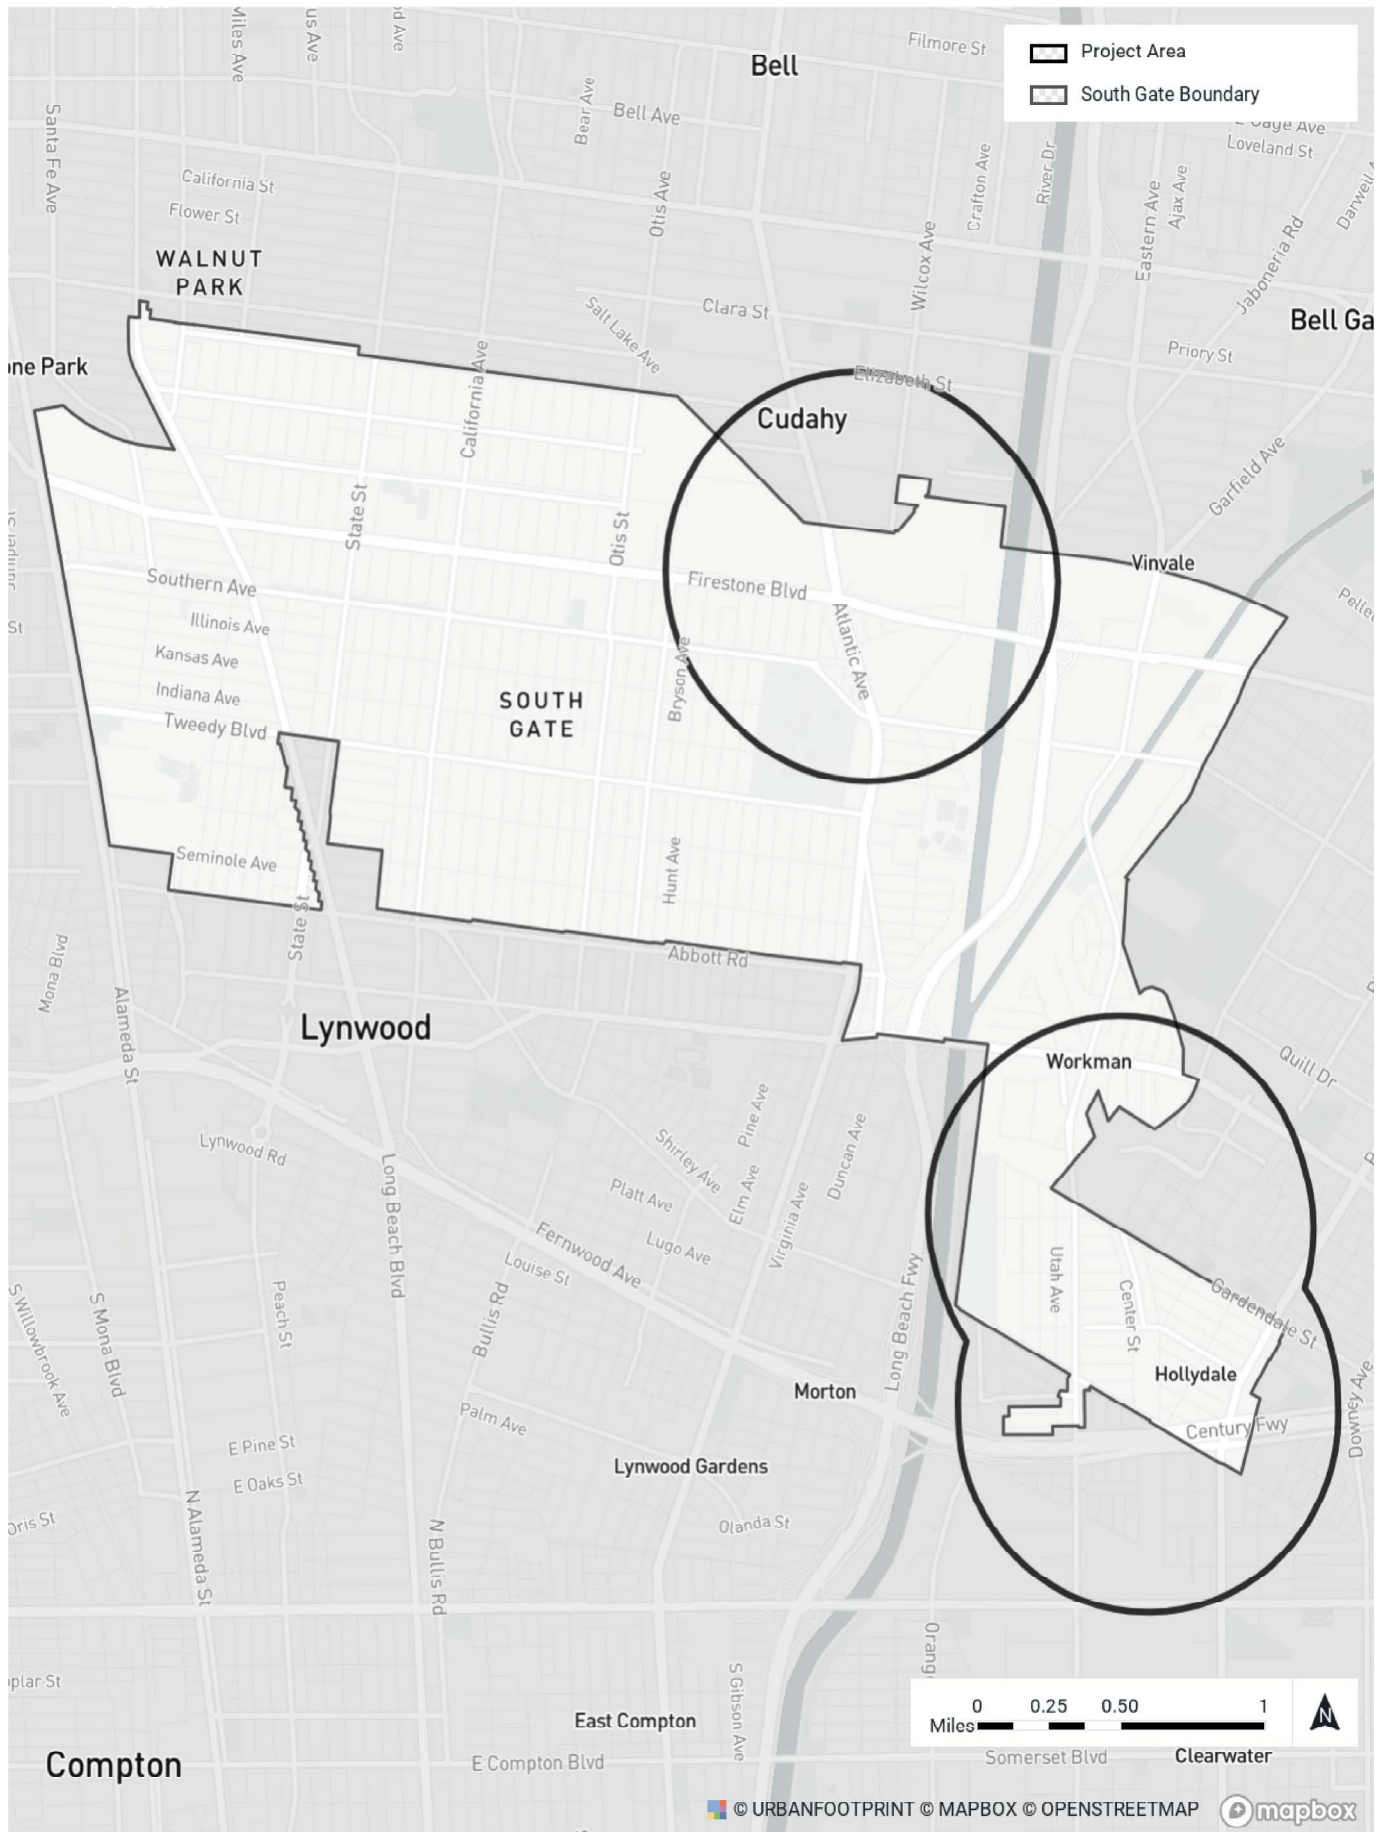 Project Area
South Gate Boundary
Miles Ave
Filmore St
Bell
Santa Fe Ave
Bear Ave
Bell Ave
Loveland St
River Dr
Crafton Ave
Eastern Ave
Ajax Ave
California St
Flower St
Otis Ave
Wilcox Ave
Jaboneria Rd
WALNUT
PARK
Clara St
Salt Lake Ave
Bell Ga
Priory St
one Park
California Ave
Elizabeth St
Cudahy
Garfield Ave
State St
Otis St
Vinvale
Southern Ave
Firestone Blvd
Illinois Ave
Atlantic Ave
St
Kansas Ave
Indiana Ave
Bryson Ave
SOUTH
GATE
Tweedy Blvd
Seminole Ave
Hunt Ave
State St
Abbott Rd
Mona Blvd
Alameda St
Lynwood
Workman
Quill Dr
Lynwood Rd
Long Beach Blvd
Pine Ave
Shirley Ave
Duncan Ave
Platt Ave
Elm Ave
Virginia Ave
Lugo Ave
Fernwood Ave
Louise St
Utah Ave
Center St
Gardendale St
Long Beach Fwy
S Willowbrook Ave
S Mona Blvd
Peach St
Bullis Rd
Hollydale
Morton
Downey Ave
Palm Ave
Century Fwy
E Pine St
E Oaks St
Lynwood Gardens
N Alameda St
Olanda St
N Bullis Rd
Orang
S Gibson Ave
East Compton
Compton
E Compton Blvd
0 0.25 0.50 1
Miles
N
Somerset Blvd
Clearwater
© URBANFOOTPRINT © MAPBOX © OPENSTREETMAP
mapbox